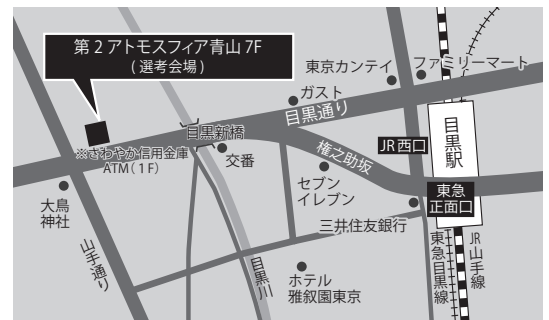 第2アトモスフィア青山7F
(選考会場)
東京カンテイ
ファミリーマート
ガスト
目黒通り
目黒新橋
※さわやか信用金庫
ATM(1F)
交番
権之助坂
JR西口
目黒駅
セブン
イレブン
東急
正面口
大鳥
神社
三井住友銀行
山手通り
目黒川
ホテル
雅叙園東京
東急目黒線
JR山手線